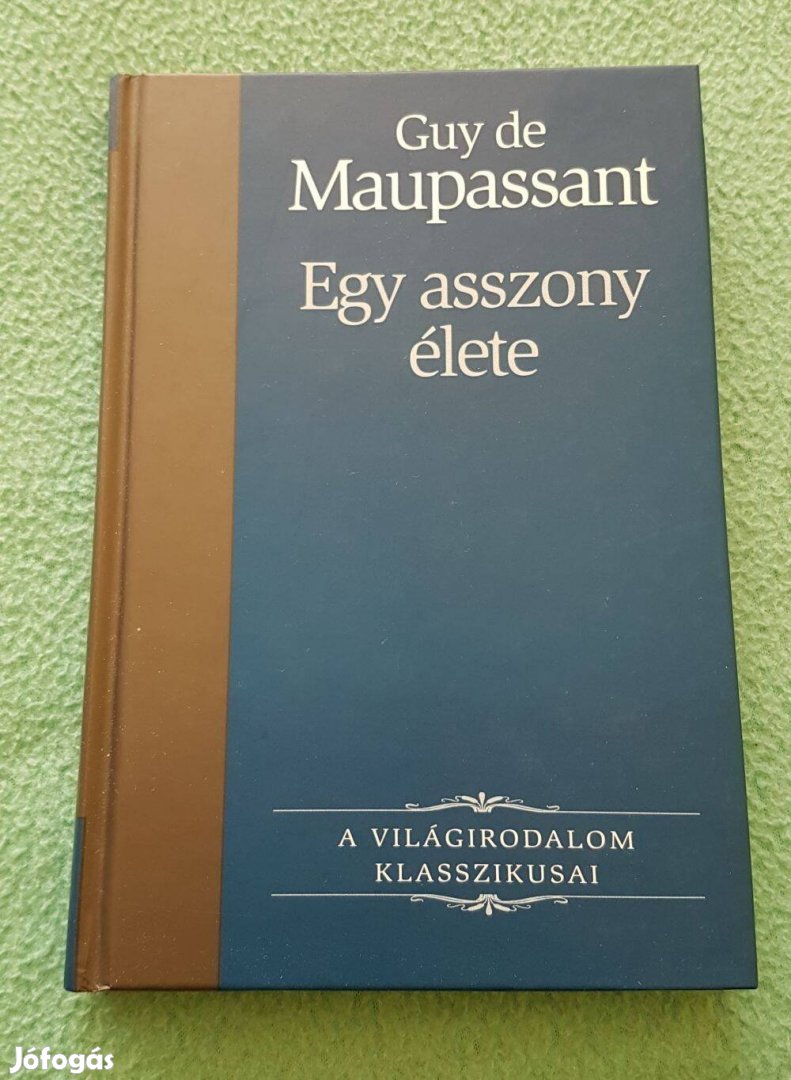 Guy de
Maupassant
Egy asszony
élete
A VILÁGIRODALOM
KLASSZIKUSAI
Jófogás